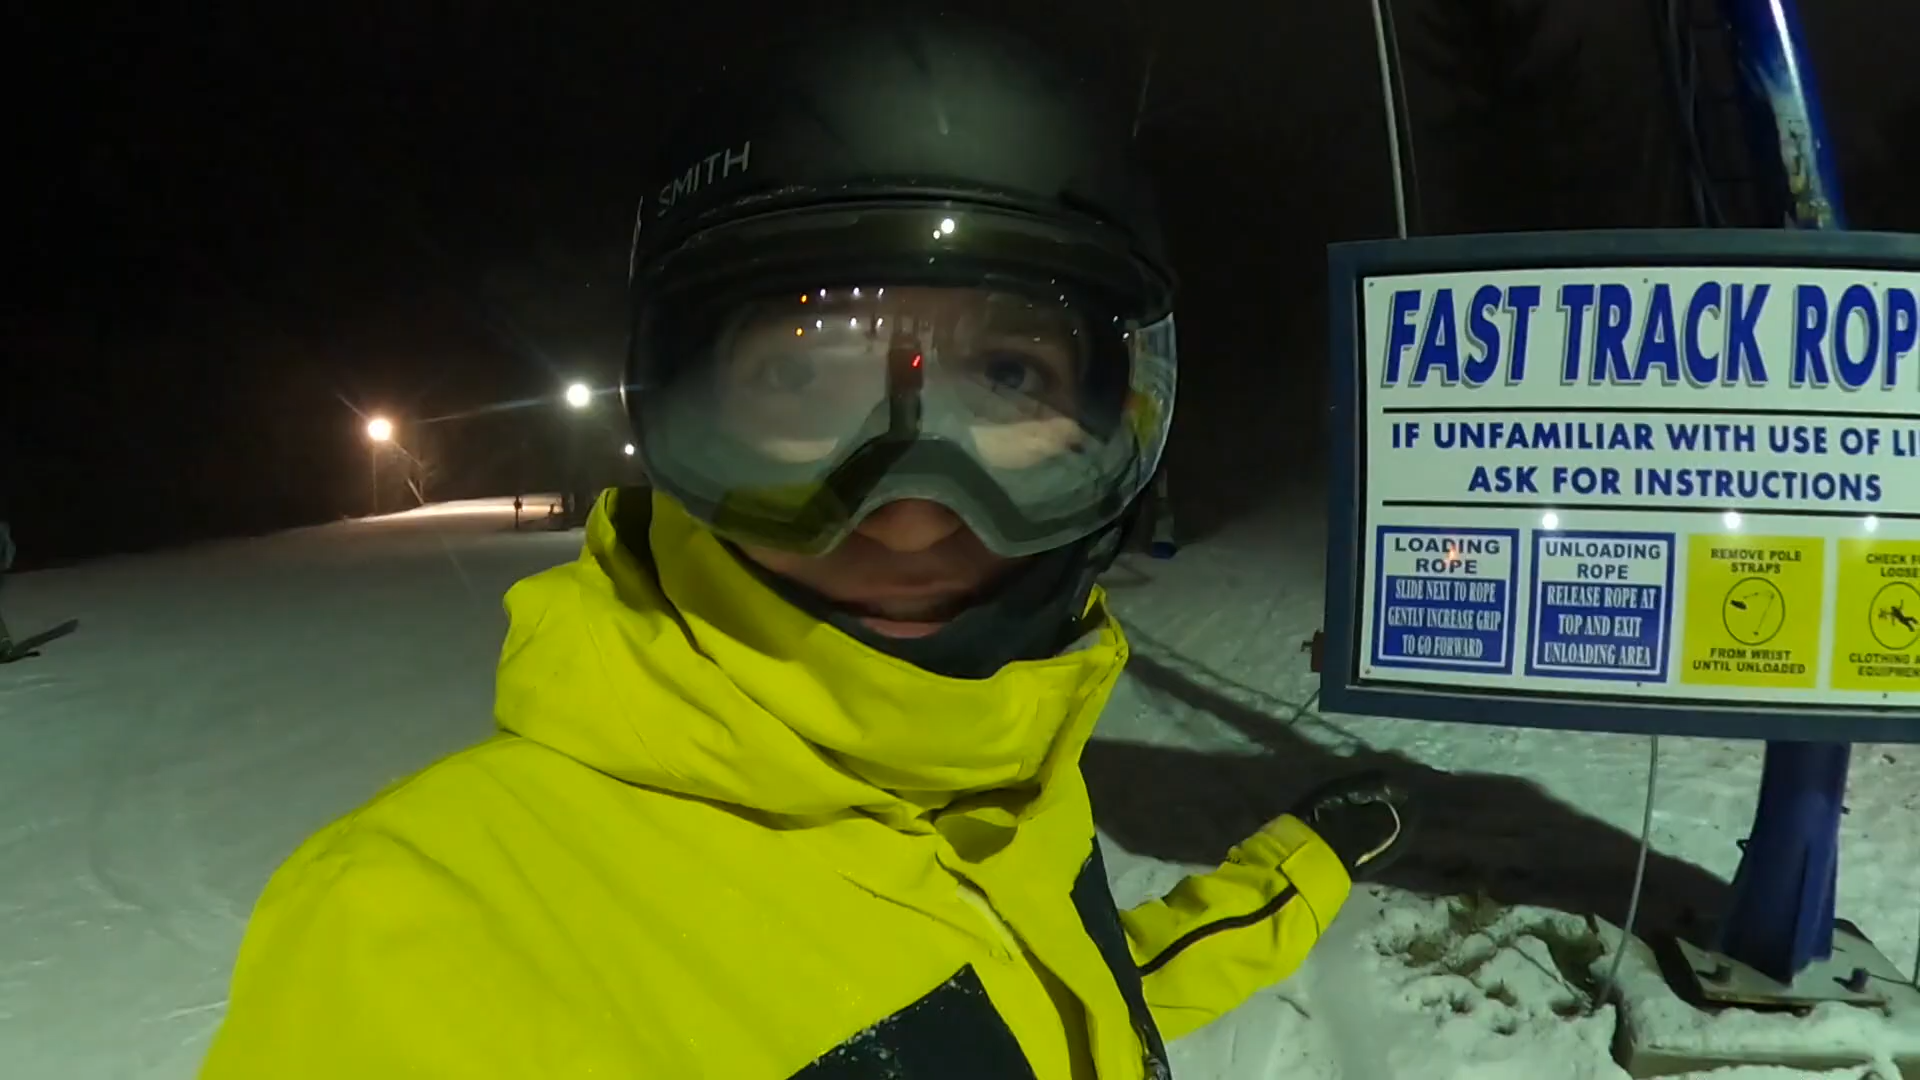 SMITH
FAST TRACK ROP
IF UNFAMILIAR WITH USE OF LI
ASK FOR INSTRUCTIONS
LOADING
ROPE
SLIDE NEXT TO ROPE
GENTLY INCREASE GRIP
TO GO FORWARD
UNLOADING
ROPE
RELEASE ROPE AT
TOP AND EXIT
UNLOADING AREA
REMOVE POLE
STRAPS
FROM WRIST
UNTIL UNLOADED
CHECK F
LOOSE
CLOTHING A
EQUIPMEN